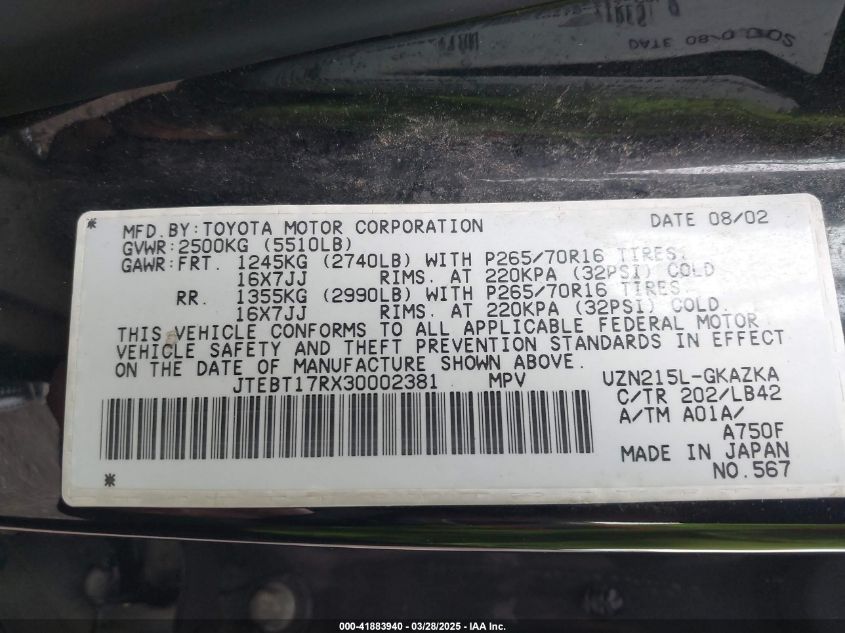 DATE 08-0
* MFD.BY:TOYOTA MOTOR CORPORATION DATE 08/02
GVWR:2500KG (5510LB)
GAWR:FRT. 1245KG (2740LB) WITH P265/70R16 TIRES.
16X7JJ RIMS. AT 220KPA (32PSI) COLD
RR. 1355KG (2990LB) WITH P265/70R16 TIRES.
16X7JJ RIMS. AT 220KPA (32PSI) COLD.
THIS VEHICLE CONFORMS TO ALL APPLICABLE FEDERAL MOTOR
VEHICLE SAFETY AND THEFT PREVENTION STANDARDS IN EFFECT
ON THE DATE OF MANUFACTURE SHOWN ABOVE.
JTEBT17RX30002381 MPV UZN215L-GKAZKA
C/TR 202/LB42
A/TM A01A/
A750F
MADE IN JAPAN
* NO.567
000-41883940 - 03/28/2025 - IAA Inc.